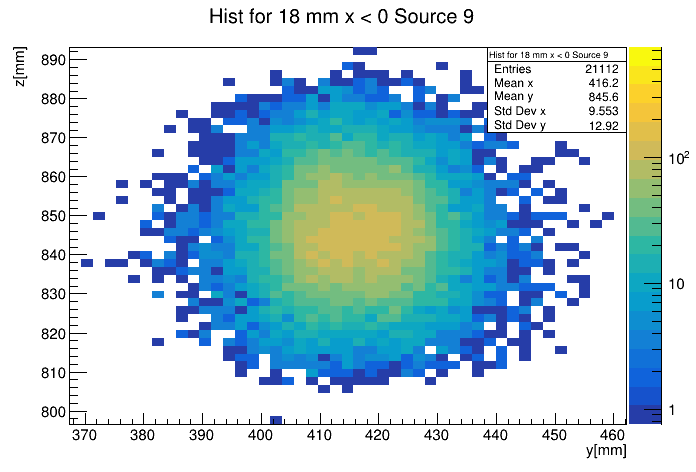 Hist for 18 mm x < 0 Source 9
z[mm]
890
880
870
860
850
840
830
820
810
800
Hist for 18 mm x < 0 Source 9
Entries 21112
Mean x 416.2
Mean y 845.6
Std Dev x 9.553
Std Dev y 12.92
10²
10
1
370 380 390 400 410 420 430 440 450 460
y[mm]